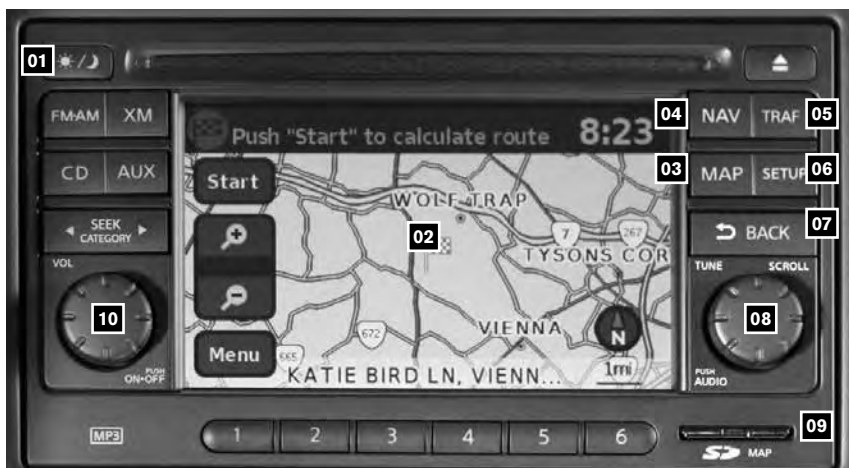 01
FM·AM XM
CD AUX
SEEK
CATEGORY
VOL
10
PUSH
ON•OFF
MP3
Push "Start" to calculate route 8:23
Start
WOLF TRAP
02
7
267
TYSONS COR
VIENNA
N
672
665
Menu
KATIE BIRD LN, VIENN...
1mi
04 NAV TRAF 05
03 MAP SETUP 06
BACK 07
TUNE SCROLL
08
PUSH
AUDIO
1 2 3 4 5 6
09
SD MAP